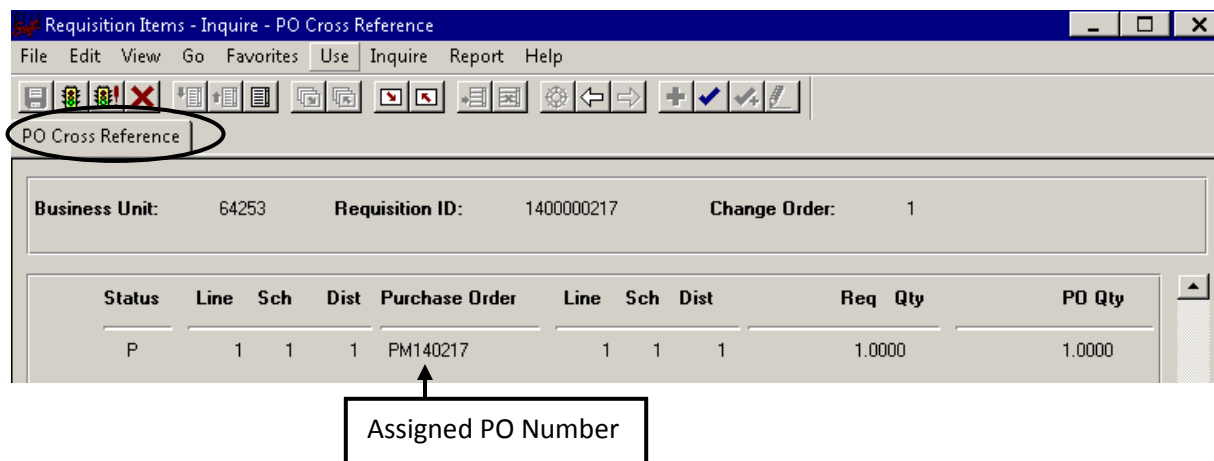 Requisition Items - Inquire - PO Cross Reference
File Edit View Go Favorites Use Inquire Report Help
PO Cross Reference
Business Unit: 64253 Requisition ID: 1400000217 Change Order: 1
Status Line Sch Dist Purchase Order Line Sch Dist Req Qty PO Qty
P 1 1 1 PM140217 1 1 1 1.0000 1.0000
Assigned PO Number